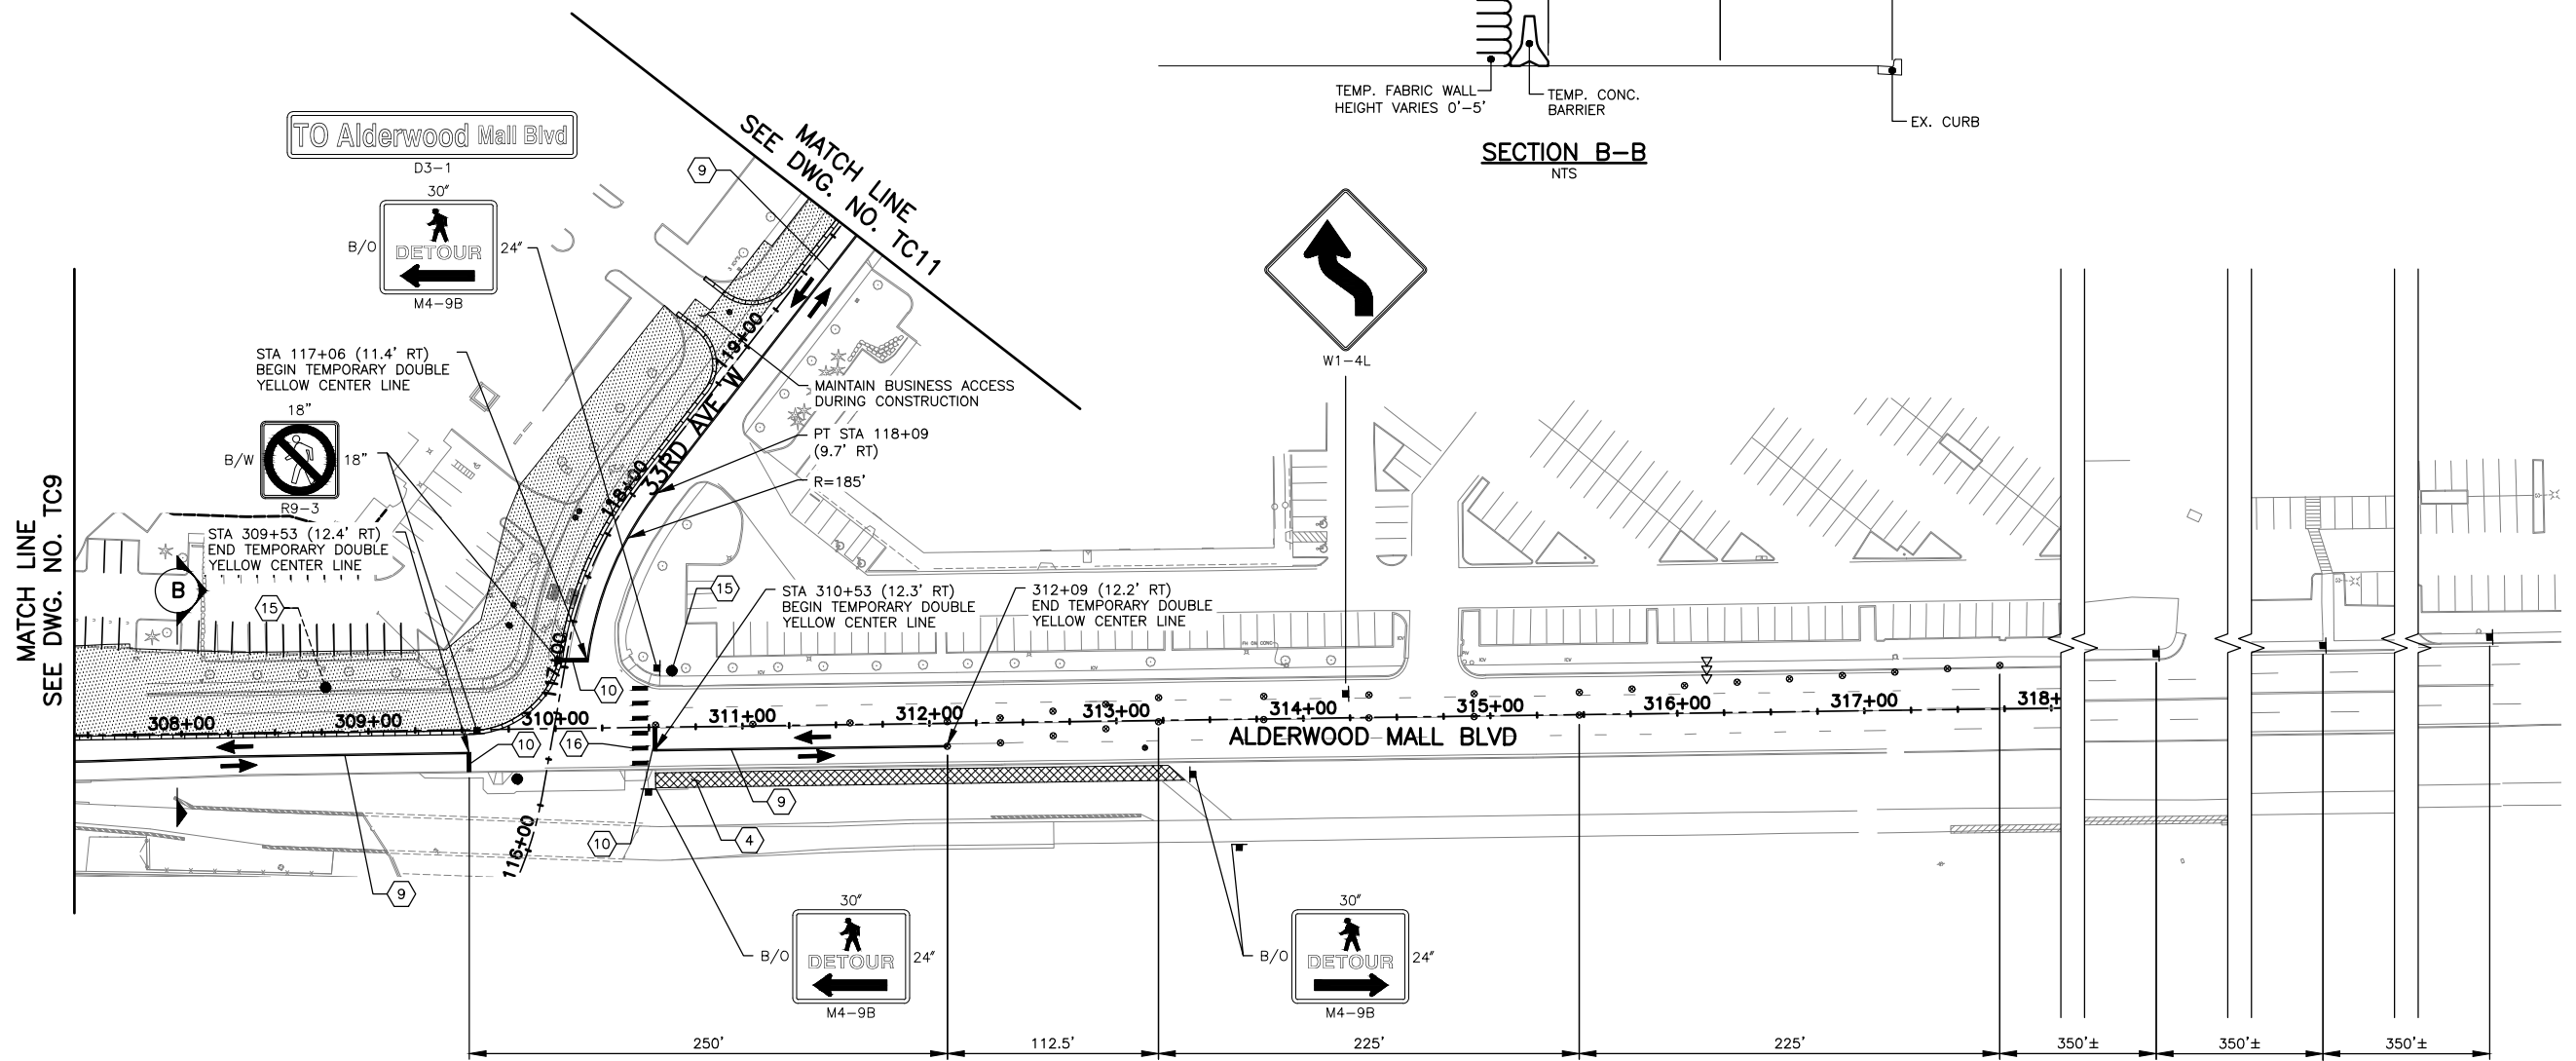 TEMP. FABRIC WALL
HEIGHT VARIES 0'-5'
TEMP. CONC.
BARRIER
EX. CURB
SECTION B-B
NTS
TO Alderwood Mall Blvd
D3-1
30"
B/O
DETOUR
24"
M4-9B
9
MATCH LINE
SEE DWG. NO. TC11
W1-4L
STA 117+06 (11.4' RT)
BEGIN TEMPORARY DOUBLE
YELLOW CENTER LINE
18"
B/W
18"
R9-3
STA 309+53 (12.4' RT)
END TEMPORARY DOUBLE
YELLOW CENTER LINE
MAINTAIN BUSINESS ACCESS
DURING CONSTRUCTION
PT STA 118+09
(9.7' RT)
R=185'
119+00
33RD AVE W
118+00
117+00
116+00
MATCH LINE
SEE DWG. NO. TC9
B
15
15
STA 310+53 (12.3' RT)
BEGIN TEMPORARY DOUBLE
YELLOW CENTER LINE
312+09 (12.2' RT)
END TEMPORARY DOUBLE
YELLOW CENTER LINE
10
308+00
309+00
310+00
311+00
312+00
313+00
314+00
315+00
316+00
317+00
318+
ALDERWOOD MALL BLVD
10
16
9
10
4
9
30"
B/O
DETOUR
24"
M4-9B
30"
B/O
DETOUR
24"
M4-9B
250'
112.5'
225'
225'
350'±
350'±
350'±